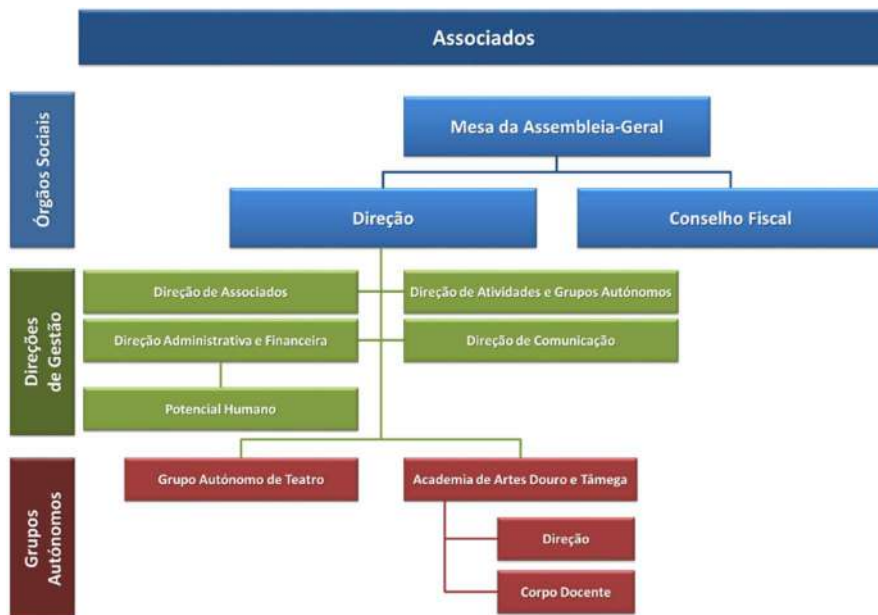 Associados
Órgãos Sociais
Mesa da Assembleia-Geral
Direção
Conselho Fiscal
Direções
de Gestão
Direção de Associados
Direção de Atividades e Grupos Autónomos
Direção Administrativa e Financeira
Direção de Comunicação
Potencial Humano
Grupos
Autónomos
Grupo Autónomo de Teatro
Academia de Artes Douro e Tâmega
Direção
Corpo Docente